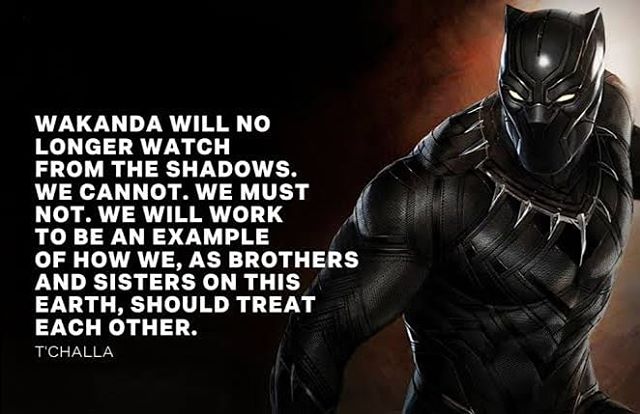 WAKANDA WILL NO
LONGER WATCH
FROM THE SHADOWS.
WE CANNOT. WE MUST
NOT. WE WILL WORK
TO BE AN EXAMPLE
OF HOW WE, AS BROTHERS
AND SISTERS ON THIS
EARTH, SHOULD TREAT
EACH OTHER.
T'CHALLA